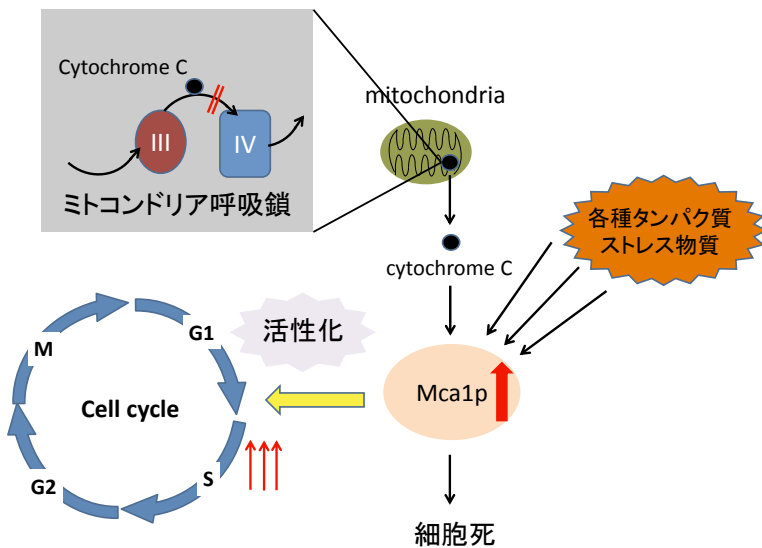 Cytochrome C
III
IV
ミトコンドリア呼吸鎖
mitochondria
各種タンパク質
ストレス物質
cytochrome C
活性化
M
G1
Cell cycle
G2
S
Mca1p
細胞死